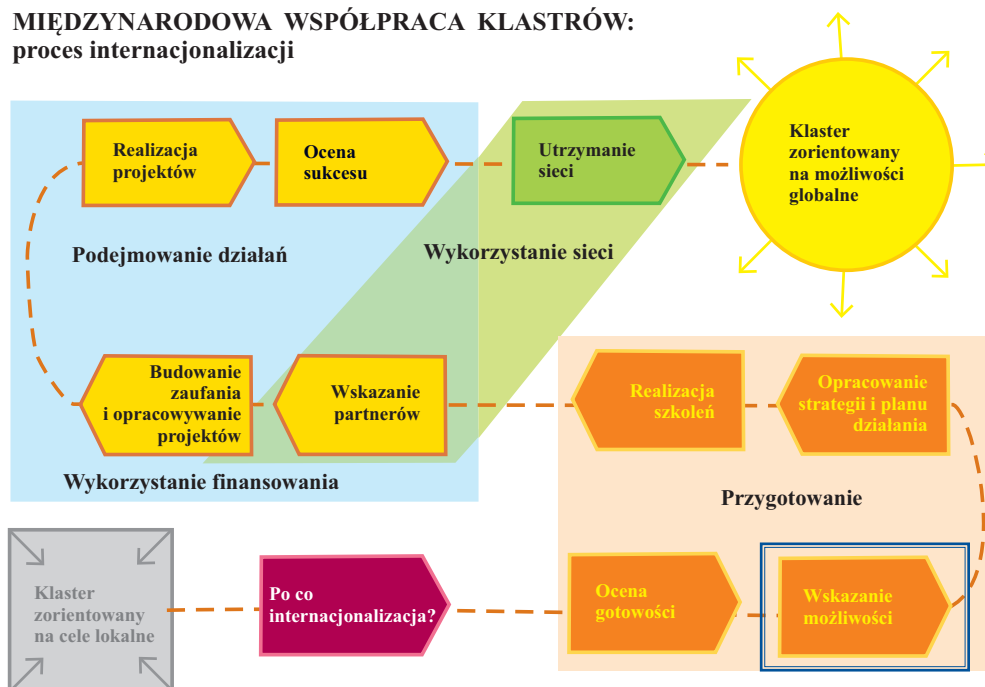 MIĘDZYNARODOWA WSPÓŁPRACA KLASTRÓW:
proces internacjonalizacji
Realizacja
projektów
Ocena
sukcesu
Utrzymanie
sieci
Klaster
zorientowany
na możliwości
globalne
Podejmowanie działań
Wykorzystanie sieci
Budowanie
zaufania
i opracowywanie
projektów
Wskazanie
partnerów
Realizacja
szkoleń
Opracowanie
strategii i planu
działania
Wykorzystanie finansowania
Przygotowanie
Klaster
zorientowany
na cele lokalne
Po co
internacjonalizacja?
Ocena
gotowości
Wskazanie
możliwości